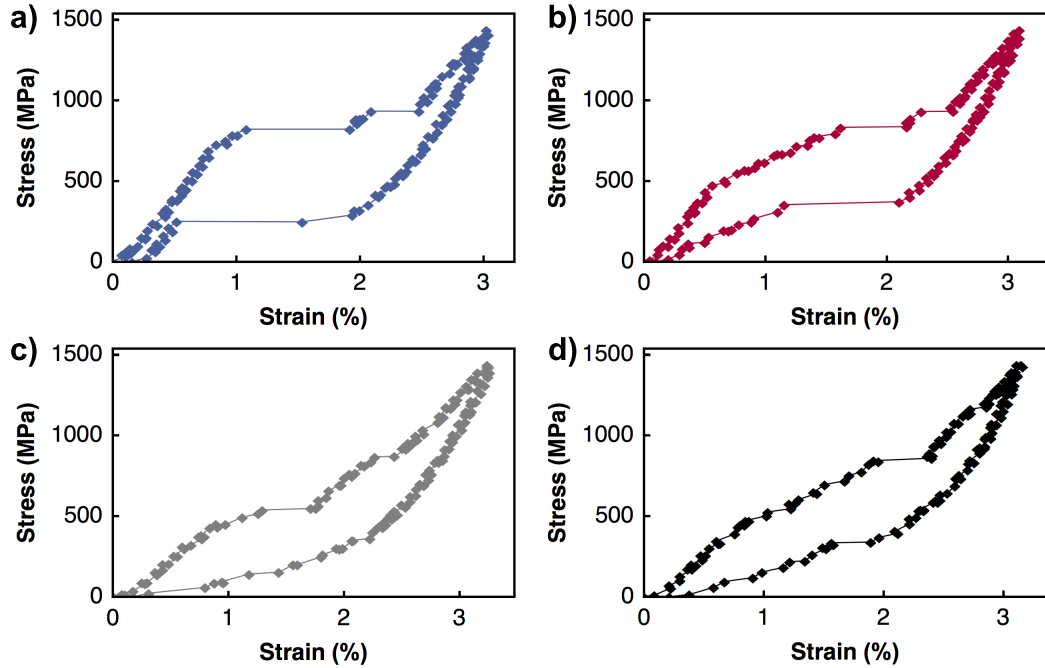 a)
1500
1000
500
0
Stress (MPa)
0 1 2 3
Strain (%)
b)
1500
1000
500
0
Stress (MPa)
0 1 2 3
Strain (%)
c)
1500
1000
500
0
Stress (MPa)
0 1 2 3
Strain (%)
d)
1500
1000
500
0
Stress (MPa)
0 1 2 3
Strain (%)